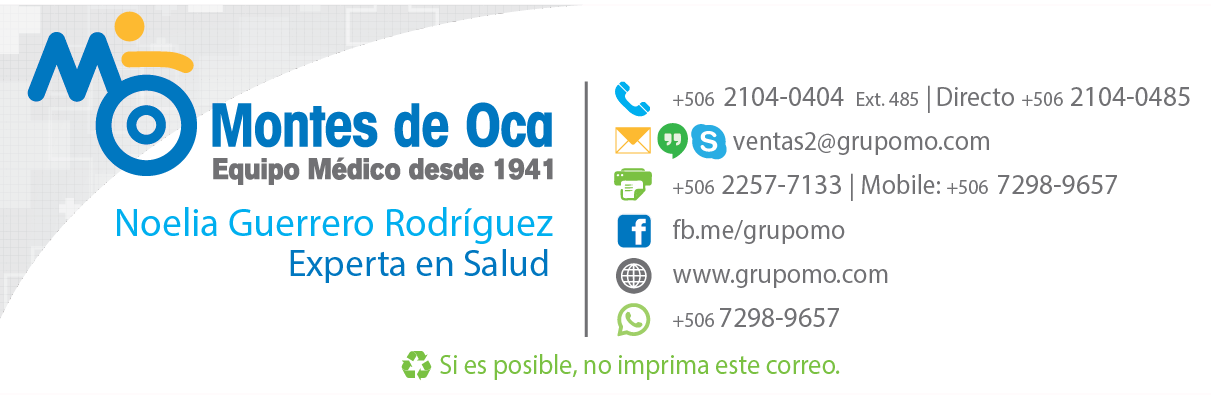 Montes de Oca
Equipo Médico desde 1941
Noelia Guerrero Rodríguez
Experta en Salud
+506 2104-0404 Ext. 485 | Directo +506 2104-0485
ventas2@grupomo.com
+506 2257-7133 | Mobile: +506 7298-9657
fb.me/grupomo
www.grupomo.com
+506 7298-9657
Si es posible, no imprima este correo.